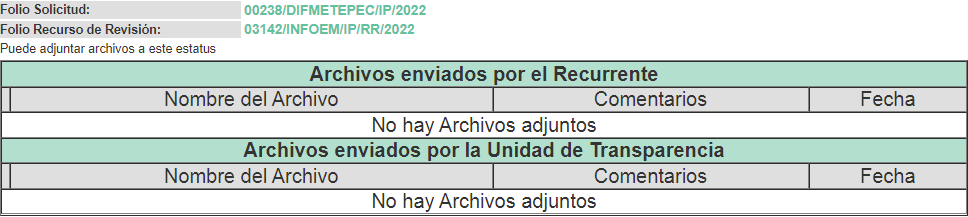 Folio Solicitud: 00238/DIFMETEPEC/IP/2022
Folio Recurso de Revisión: 03142/INFOEM/IP/RR/2022
Puede adjuntar archivos a este estatus
Archivos enviados por el Recurrente
Nombre del Archivo Comentarios Fecha
No hay Archivos adjuntos
Archivos enviados por la Unidad de Transparencia
Nombre del Archivo Comentarios Fecha
No hay Archivos adjuntos